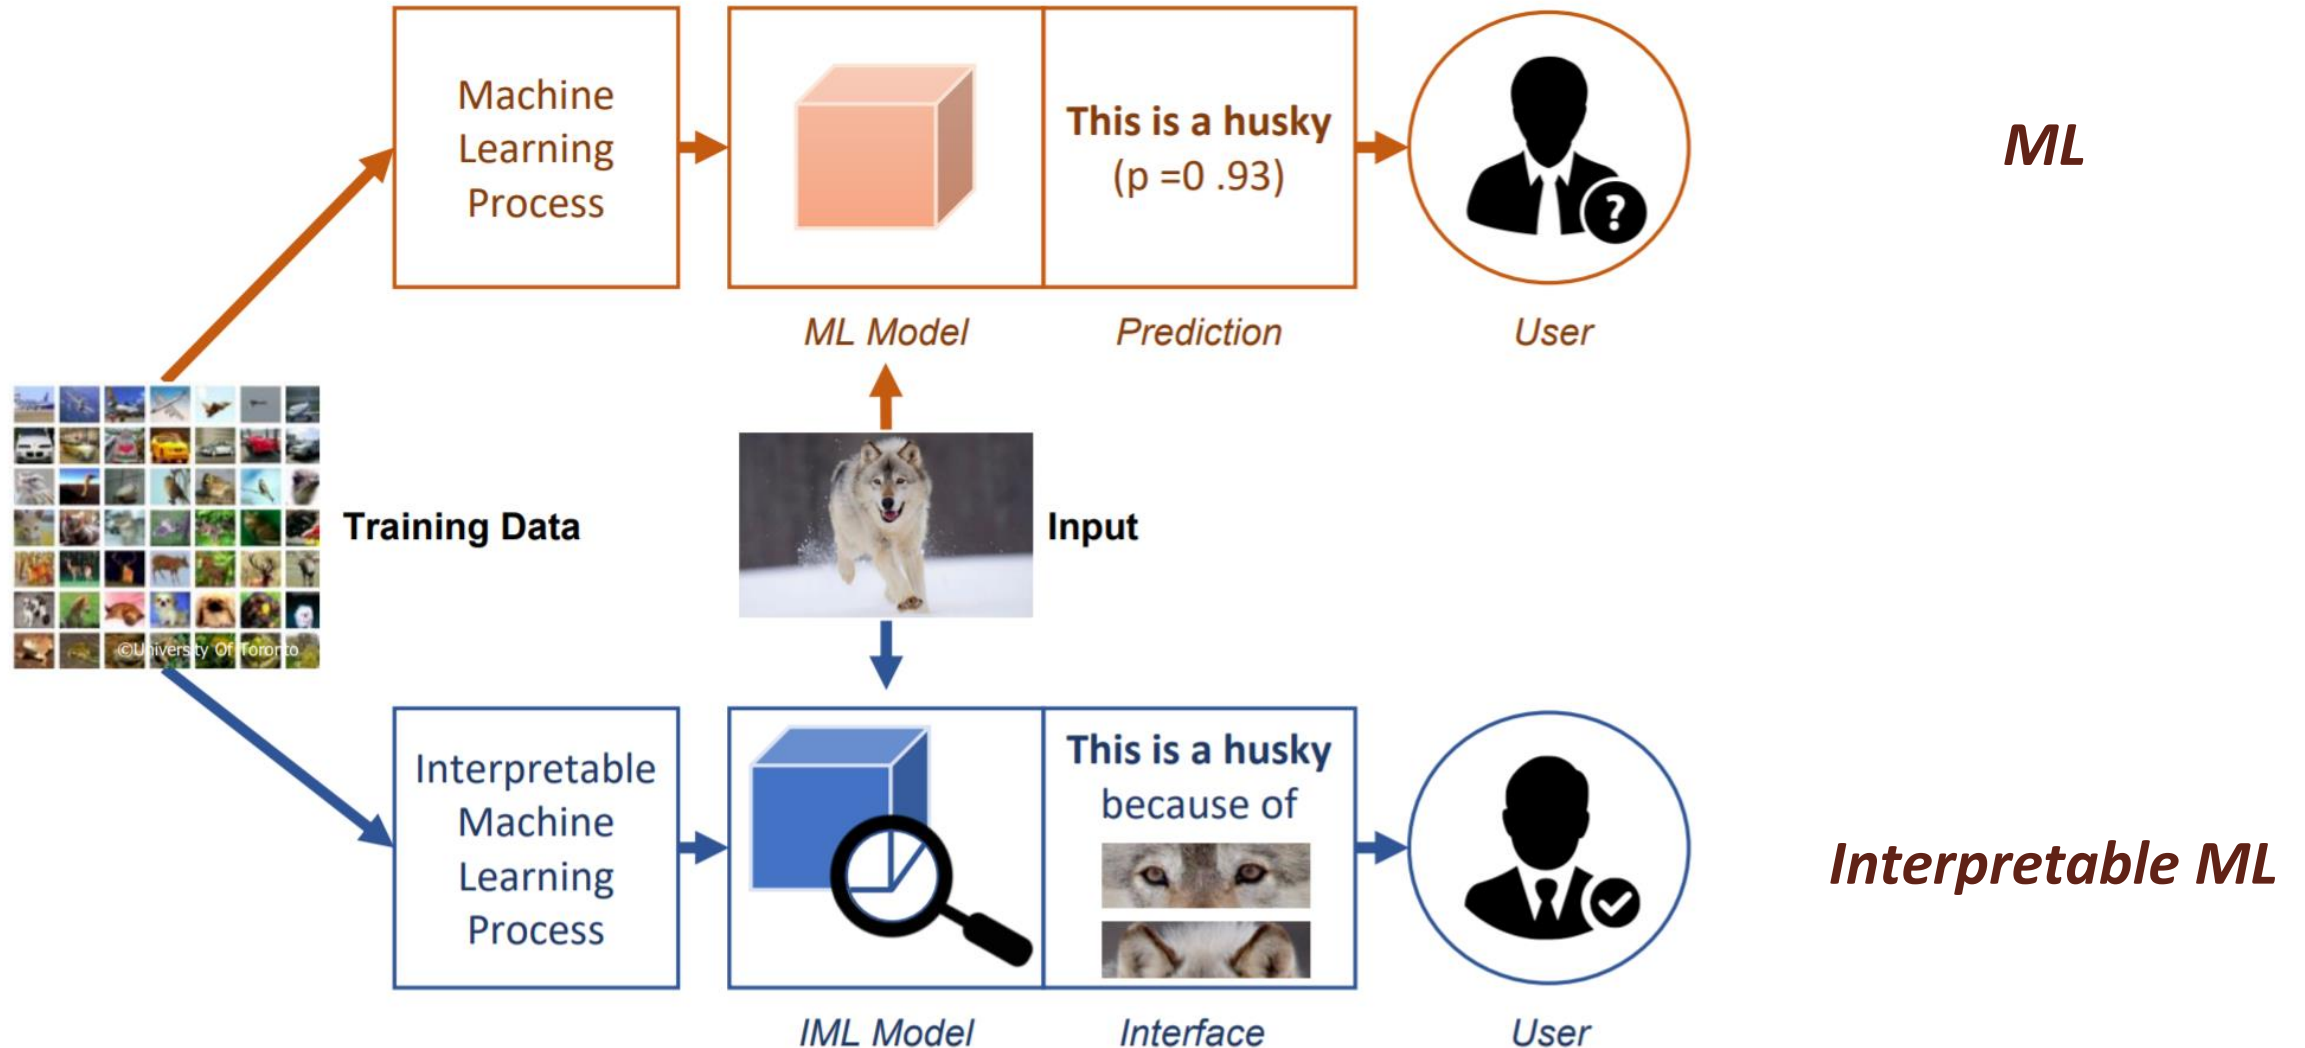 Machine
Learning
Process
This is a husky
(p =0 .93)
?
ML
ML Model
Prediction
User
Training Data
Input
©University Of Toronto
Interpretable
Machine
Learning
Process
This is a husky
because of
Interpretable ML
IML Model
Interface
User